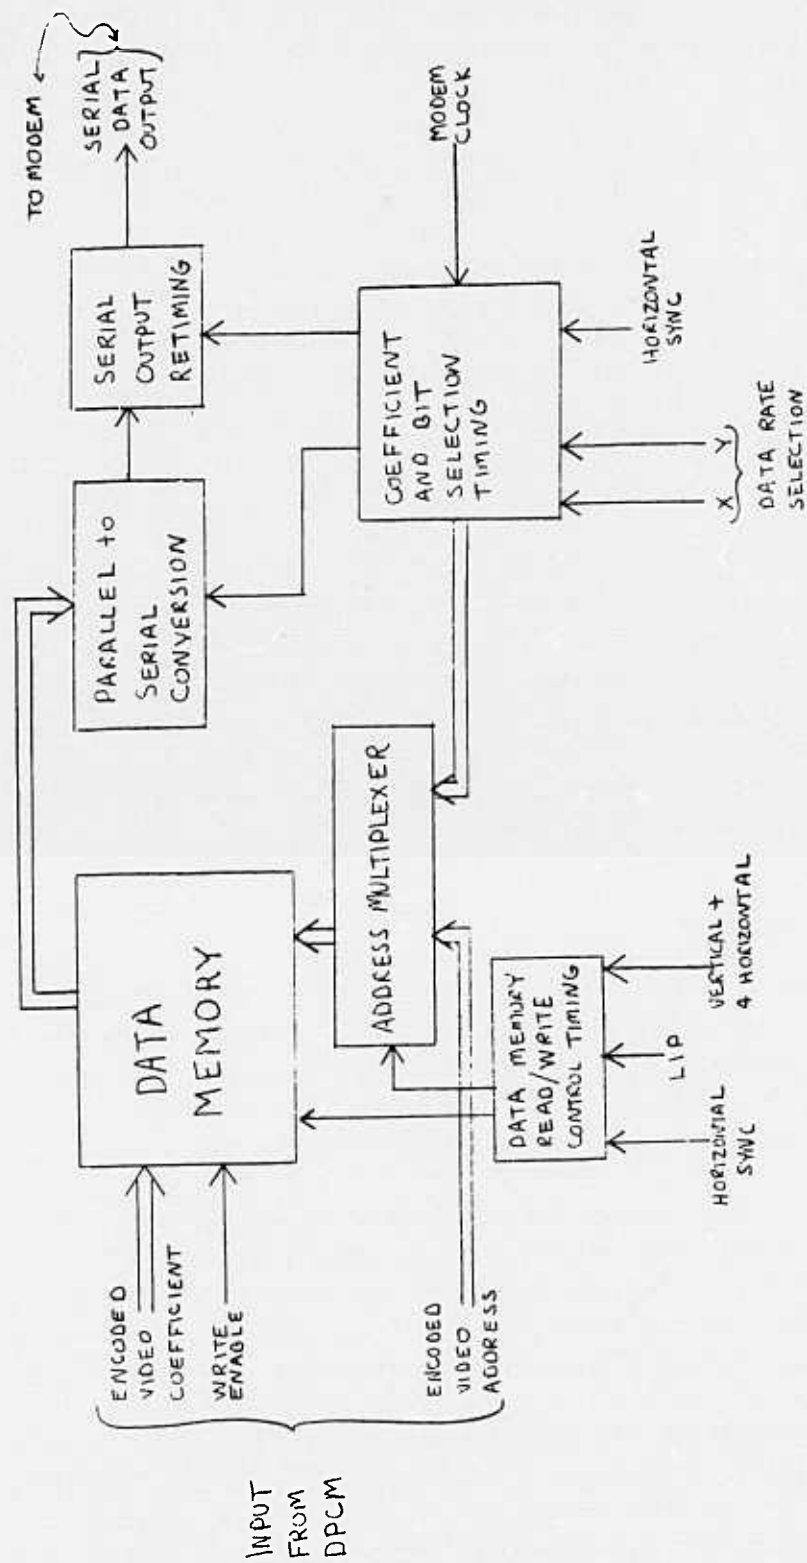 INPUT
FROM
DPCM
ENCODED
VIDEO
COEFFICIENT
WRITE
ENABLE
ENCODED
VIDEO
ADDRESS
DATA
MEMORY
ADDRESS MULTIPLEXER
DATA MEMORY
READ/WRITE
CONTROL TIMING
HORIZONTAL
SYNC
LIP
VERTICAL +
4 HORIZONTAL
PARALLEL to
SERIAL
CONVERSION
SERIAL
OUTPUT
RETIMING
COEFFICIENT
AND BIT
SELECTION
TIMING
X Y
DATA RATE
SELECTION
HORIZONTAL
SYNC
MODEM
CLOCK
TO MODEM
SERIAL
DATA
OUTPUT